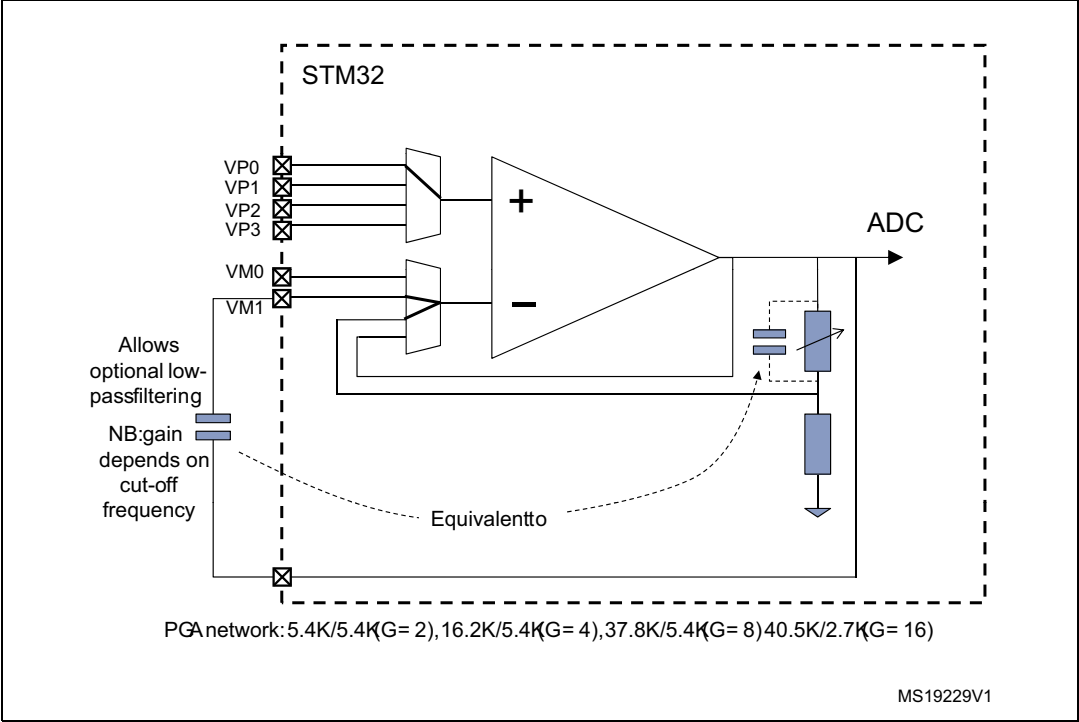 STM32
VP0
VP1
VP2
VP3
VM0
VM1
+
−
ADC
Allows
optional low-
passfiltering
NB:gain
depends on
cut-off
frequency
Equivalentto
PGAnetwork: 5.4K/5.4K(G= 2),16.2K/5.4K(G= 4),37.8K/5.4K(G= 8) 40.5K/2.7K(G= 16)
MS19229V1